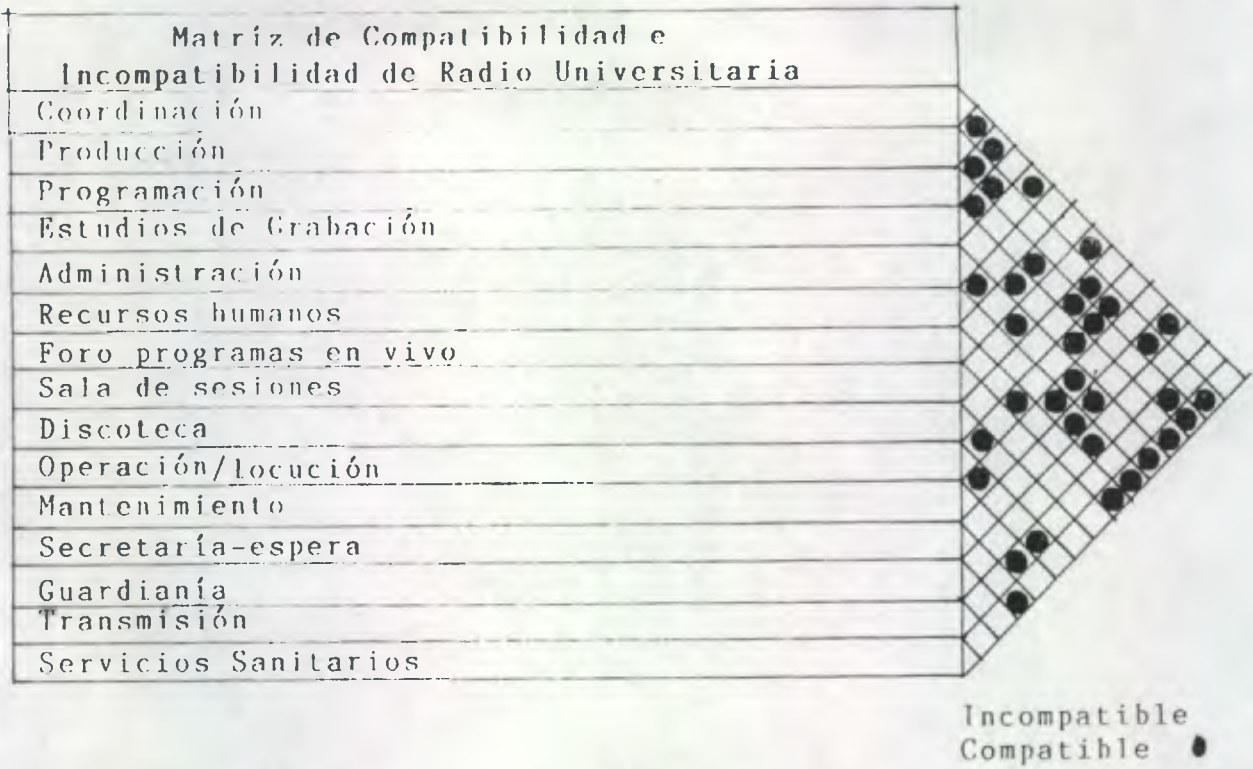 Matríz de Compatibilidad e
Incompatibilidad de Radio Universitaria
Coordinación
Producción
Programación
Estudios de Grabación
Administración
Recursos humanos
Foro programas en vivo
Sala de sesiones
Discoteca
Operación/locución
Mantenimiento
Secretaría-espera
Guardianía
Transmisión
Servicios Sanitarios
Incompatible
Compatible